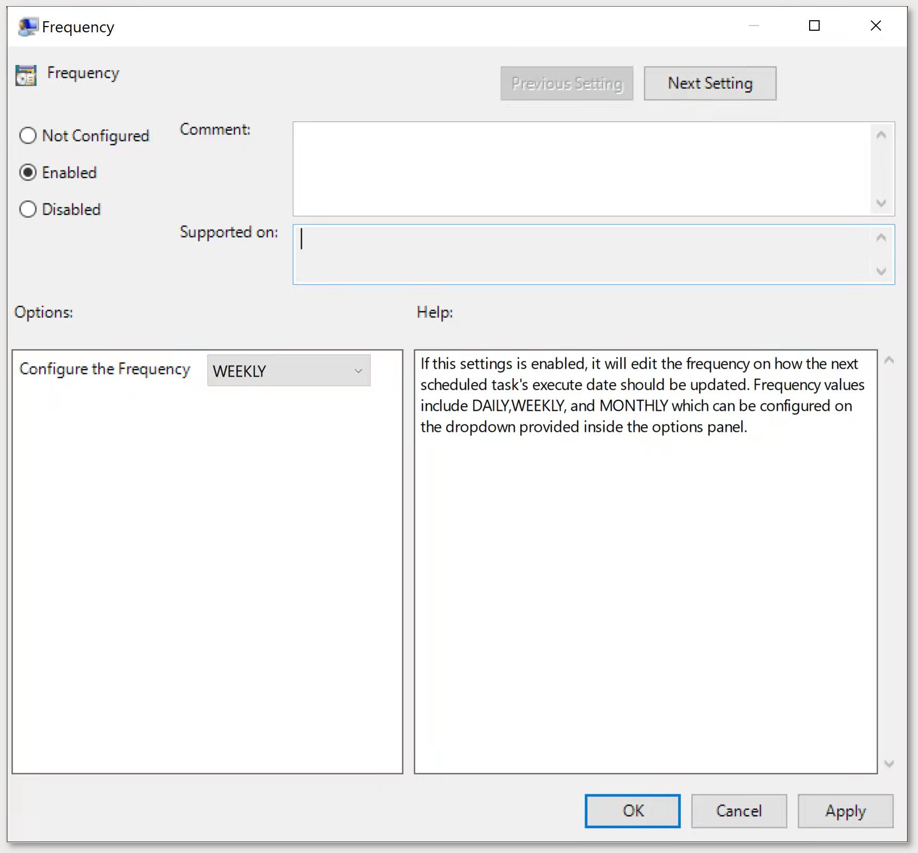 Frequency
Frequency
Previous Setting
Next Setting
Not Configured
Comment:
Enabled
Disabled
Supported on:
Options:
Help:
Configure the Frequency
WEEKLY
If this settings is enabled, it will edit the frequency on how the next
scheduled task's execute date should be updated. Frequency values
include DAILY,WEEKLY, and MONTHLY which can be configured on
the dropdown provided inside the options panel.
OK
Cancel
Apply